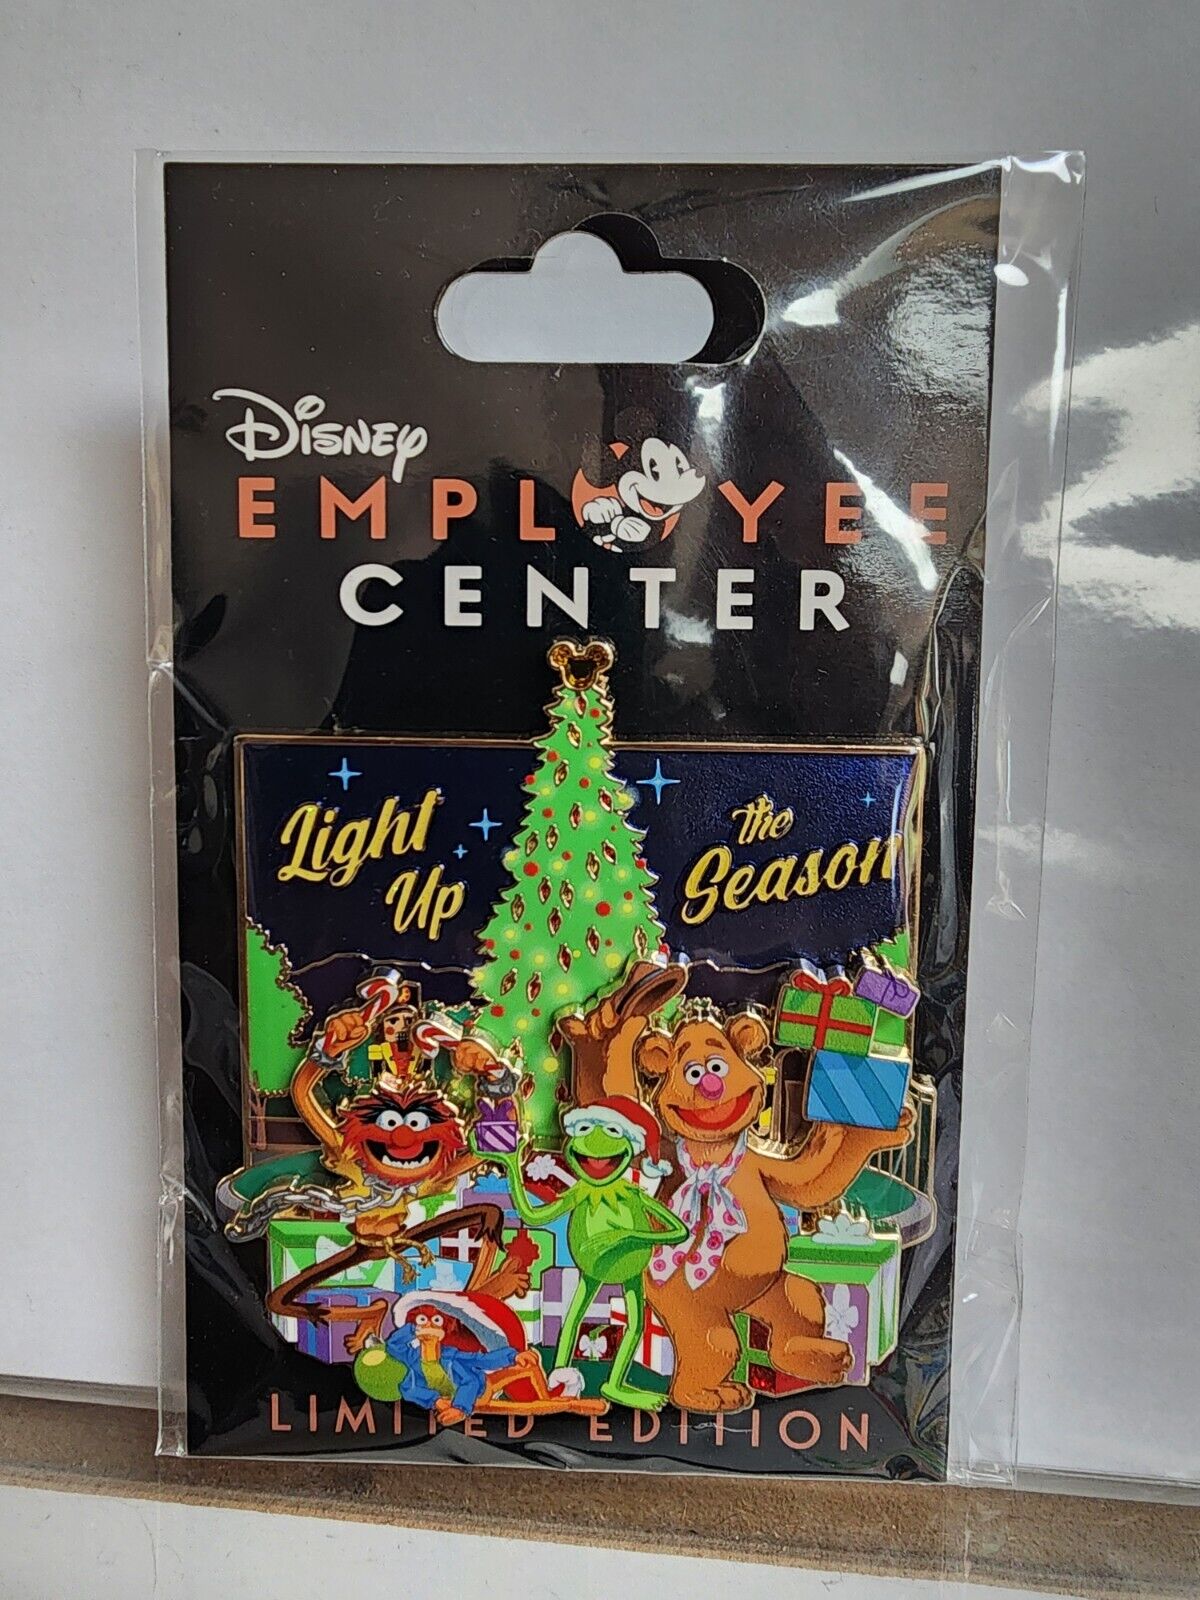 Disney
EMPLOYEE
CENTER
Light
Up
the
Season
LIMITED EDITION